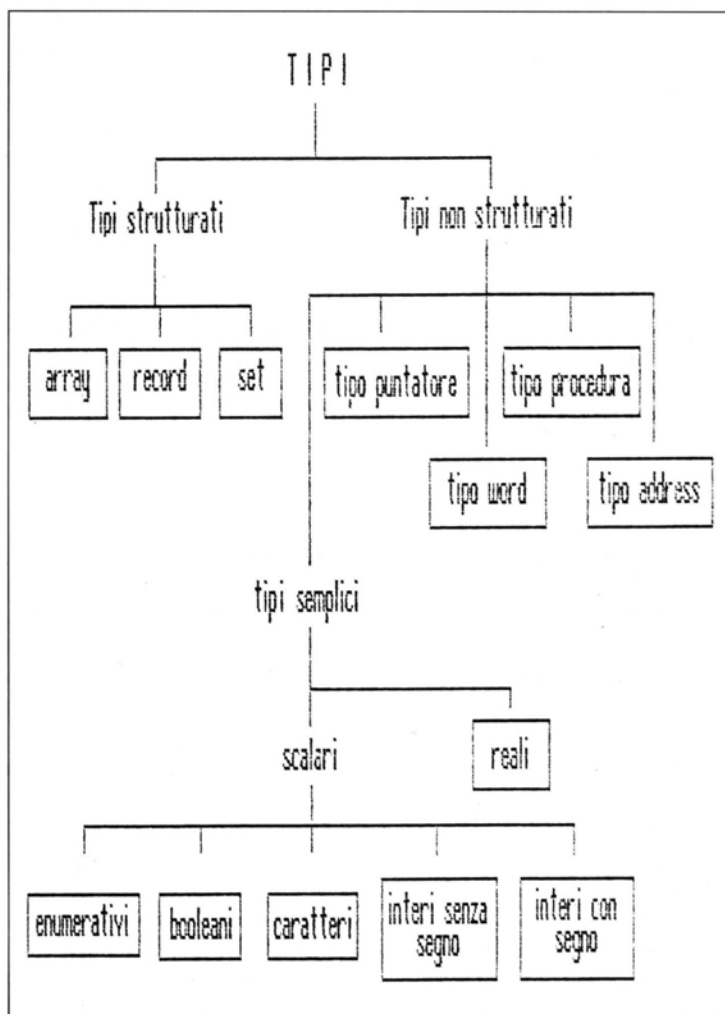 TIPI
Tipi strutturati
Tipi non strutturati
array
record
set
tipo puntatore
tipo procedura
tipo word
tipo address
tipi semplici
scalari
reali
enumerativi
booleani
caratteri
interi senza
segno
interi con
segno